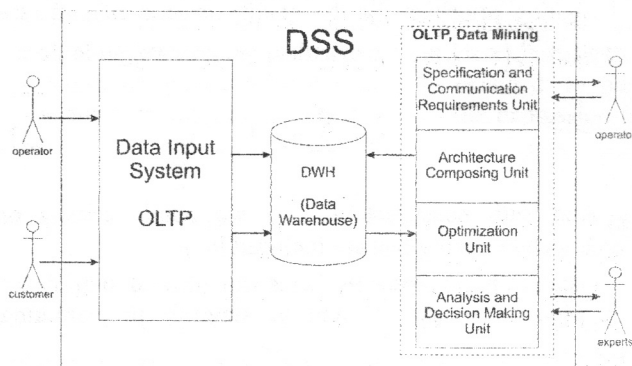 DSS
OLTP, Data Mining
Specification and
Communication
Requirements Unit
operator
operato
Data Input
System
OLTP
DWH
(Data
Warehouse)
Architecture
Composing Unit
Optimization
Unit
customer
Analysis and
Decision Making
Unit
experts